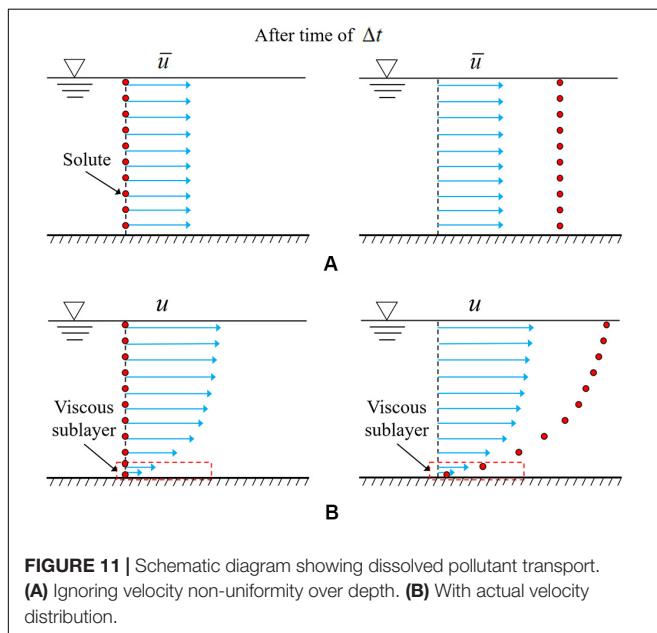 After time of Δt
u̅
u̅
Solute
A
u
u
Viscous
sublayer
Viscous
sublayer
B
FIGURE 11 | Schematic diagram showing dissolved pollutant transport.
(A) Ignoring velocity non-uniformity over depth. (B) With actual velocity
distribution.